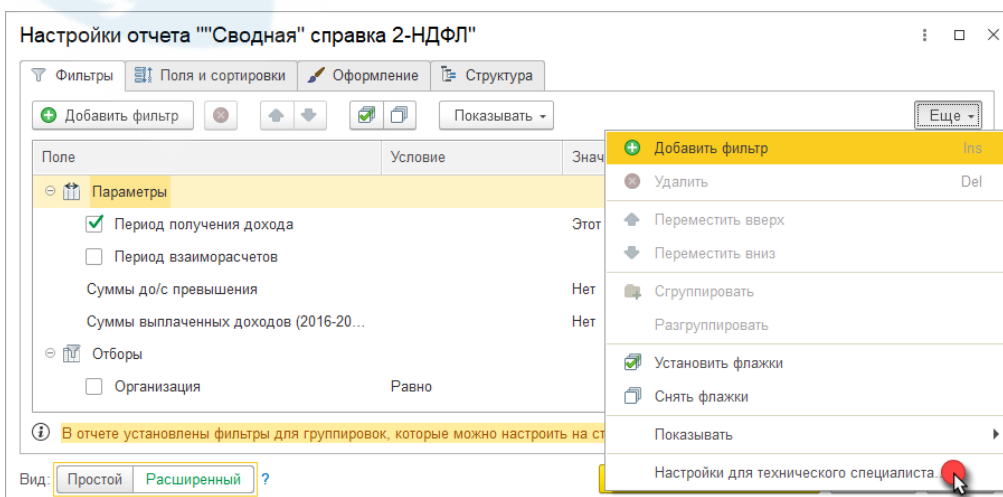 Настройки отчета ""Сводная" справка 2-НДФЛ"
Фильтры Поля и сортировки Оформление Структура
Добавить фильтр Показывать Еще
Поле Условие Знач
Параметры
Период получения дохода Этот
Период взаиморасчетов
Суммы до/с превышения Нет
Суммы выплаченных доходов (2016-20... Нет
Отборы
Организация Равно
В отчете установлены фильтры для группировок, которые можно настроить на ст
Вид: Простой Расширенный ?
Добавить фильтр Ins
Удалить Del
Переместить вверх
Переместить вниз
Сгруппировать
Разгруппировать
Установить флажки
Снять флажки
Показывать
Настройки для технического специалиста...